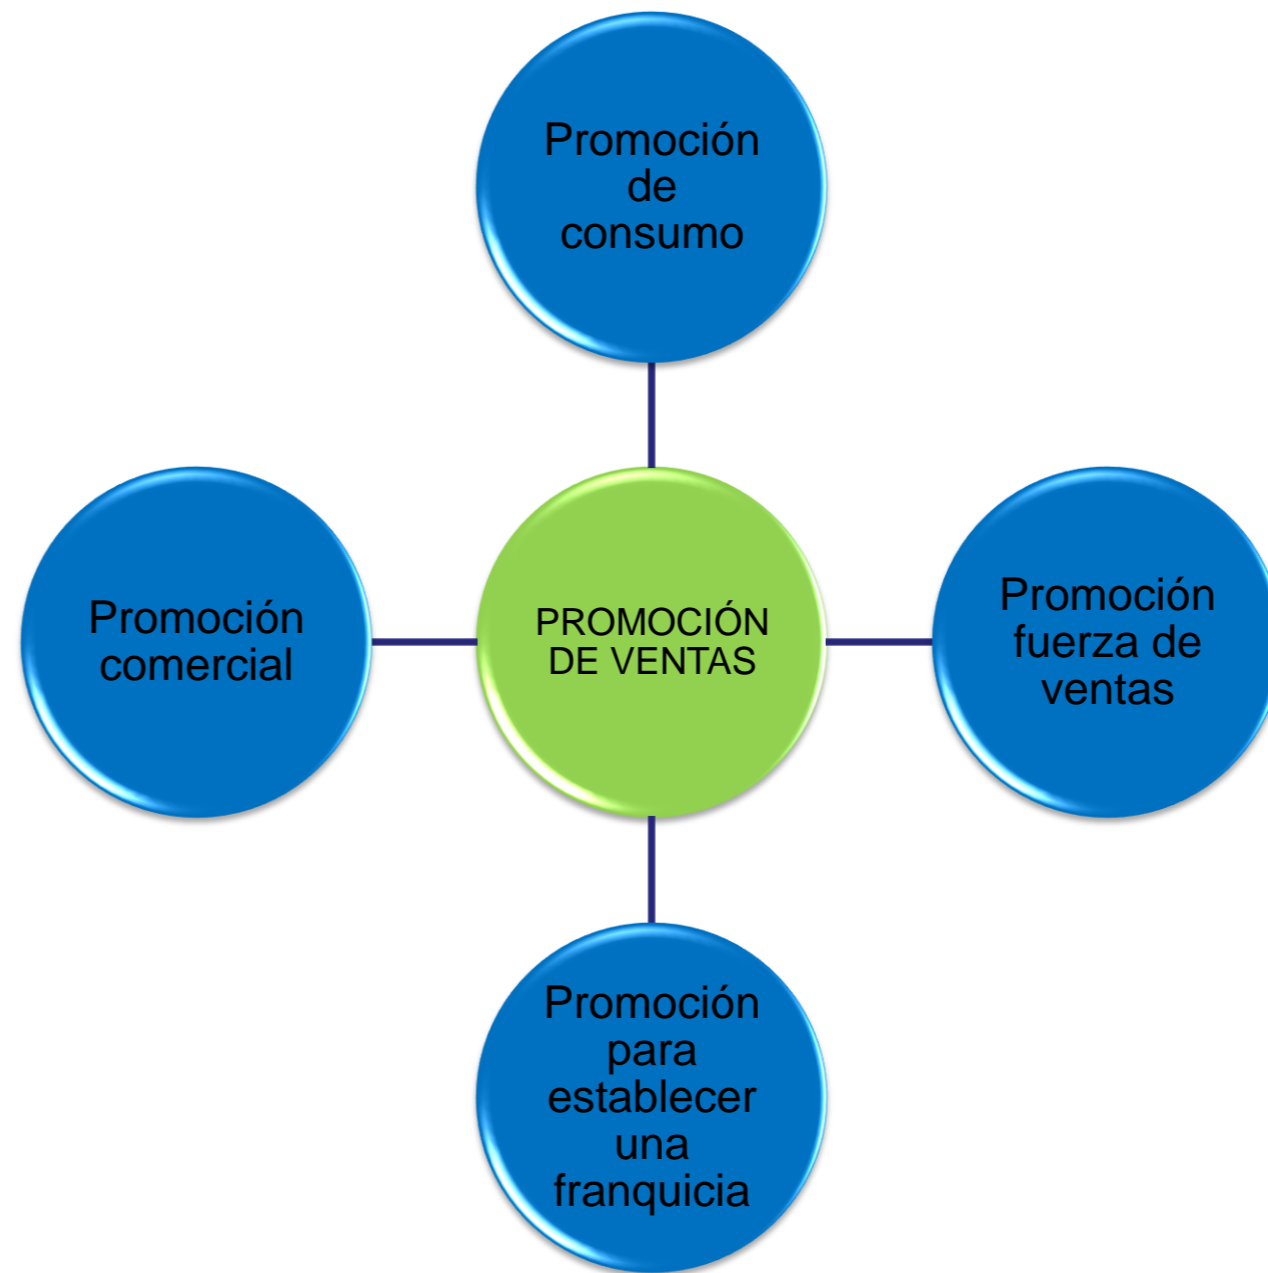 Promoción
de
consumo
Promoción
comercial
PROMOCIÓN
DE VENTAS
Promoción
fuerza de
ventas
Promoción
para
establecer
una
franquicia